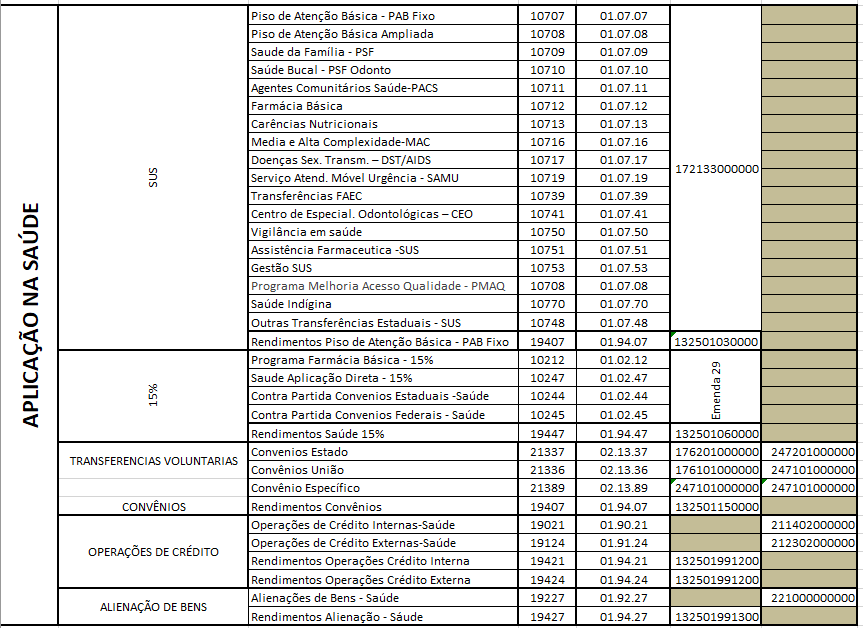 APLICAÇÃO NA SAÚDE
SUS
Piso de Atenção Básica - PAB Fixo 10707 01.07.07
Piso de Atenção Básica Ampliada 10708 01.07.08
Saude da Família - PSF 10709 01.07.09
Saúde Bucal - PSF Odonto 10710 01.07.10
Agentes Comunitários Saúde-PACS 10711 01.07.11
Farmácia Básica 10712 01.07.12
Carências Nutricionais 10713 01.07.13
Media e Alta Complexidade-MAC 10716 01.07.16
Doenças Sex. Transm. – DST/AIDS 10717 01.07.17
172133000000
Serviço Atend. Móvel Urgência - SAMU 10719 01.07.19
Transferências FAEC 10739 01.07.39
Centro de Especial. Odontológicas – CEO 10741 01.07.41
Vigilância em saúde 10750 01.07.50
Assistência Farmaceutica -SUS 10751 01.07.51
Gestão SUS 10753 01.07.53
Programa Melhoria Acesso Qualidade - PMAQ 10708 01.07.08
Saúde Indígina 10770 01.07.70
Outras Transferências Estaduais - SUS 10748 01.07.48
Rendimentos Piso de Atenção Básica - PAB Fixo 19407 01.94.07 132501030000
15%
Programa Farmácia Básica - 15% 10212 01.02.12
Saude Aplicação Direta - 15% 10247 01.02.47
Emenda 29
Contra Partida Convenios Estaduais -Saúde 10244 01.02.44
Contra Partida Convenios Federais - Saúde 10245 01.02.45
Rendimentos Saúde 15% 19447 01.94.47 132501060000
TRANSFERENCIAS VOLUNTARIAS
Convenios Estado 21337 02.13.37 176201000000 247201000000
Convênios União 21336 02.13.36 176101000000 247101000000
Convênio Específico 21389 02.13.89 247101000000 247101000000
CONVÊNIOS Rendimentos Convênios 19407 01.94.07 132501150000
OPERAÇÕES DE CRÉDITO
Operações de Crédito Internas-Saúde 19021 01.90.21 211402000000
Operações de Crédito Externas-Saúde 19124 01.91.24 212302000000
Rendimentos Operações Crédito Interna 19421 01.94.21 132501991200
Rendimentos Operações Crédito Externa 19424 01.94.24 132501991200
ALIENAÇÃO DE BENS
Alienações de Bens - Saúde 19227 01.92.27 221000000000
Rendimentos Alienação - Sáude 19427 01.94.27 132501991300